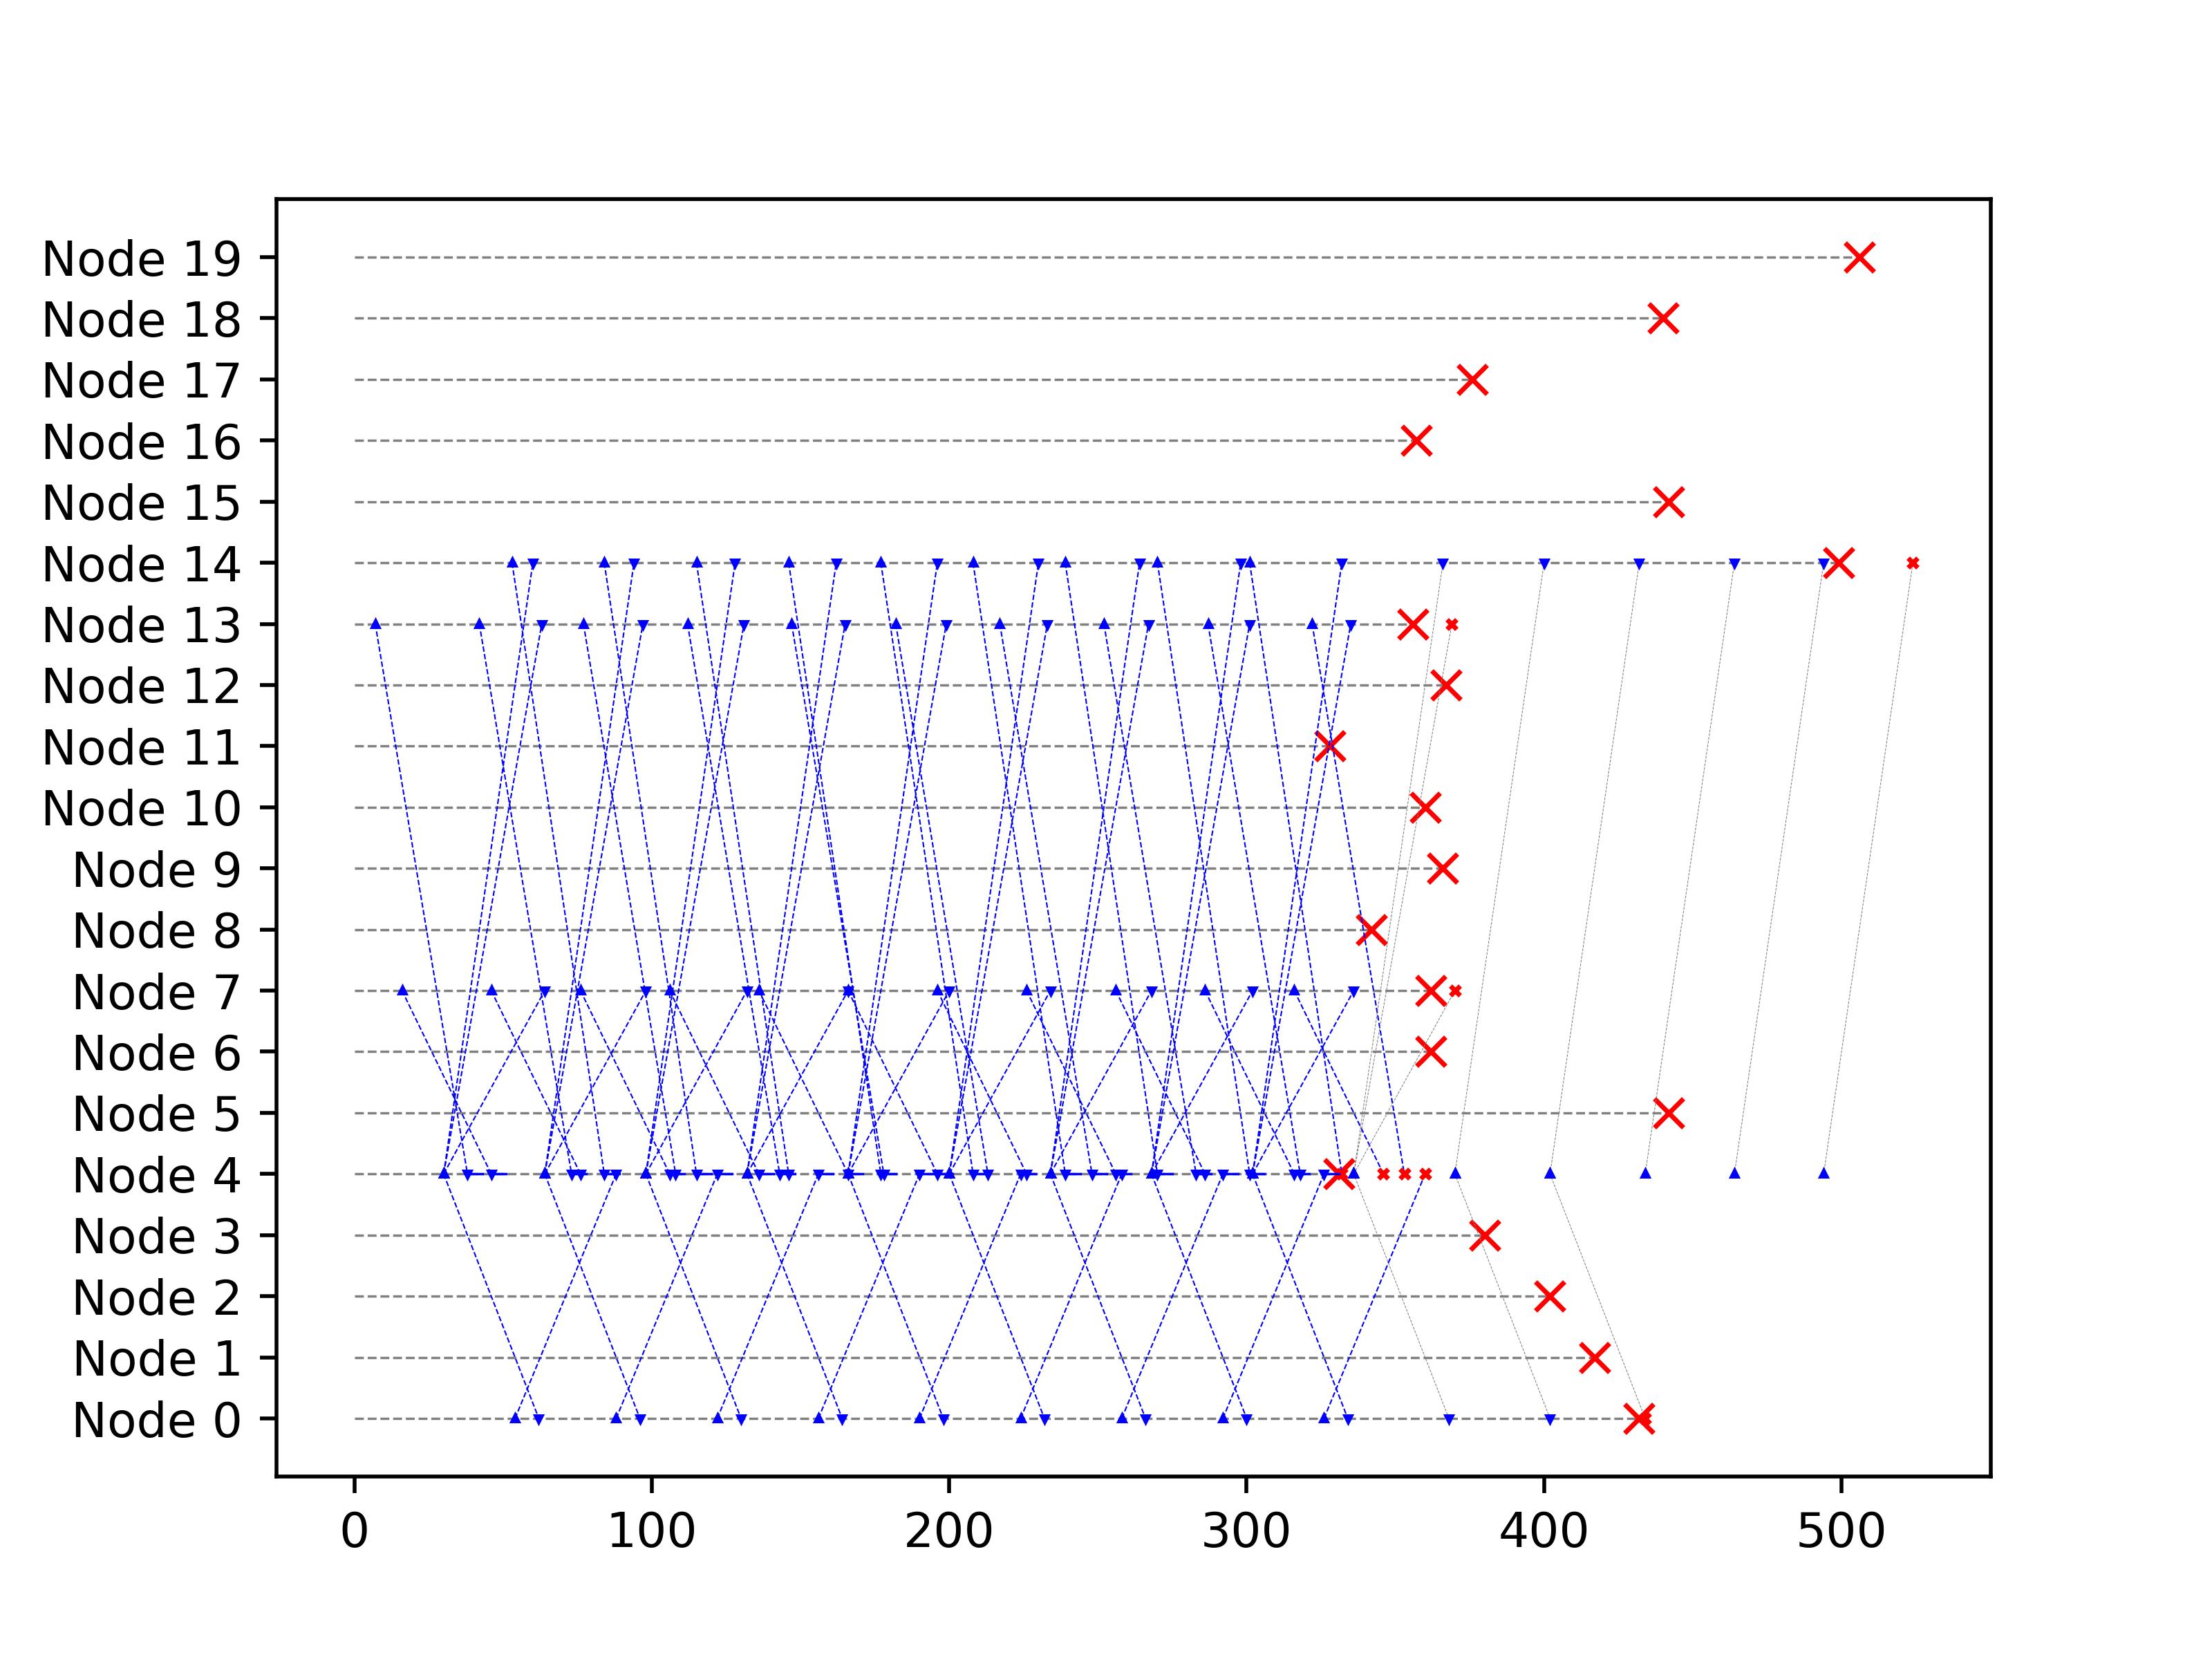 Node 19
Node 18
Node 17
Node 16
Node 15
Node 14
Node 13
Node 12
Node 11
Node 10
Node 9
Node 8
Node 7
Node 6
Node 5
Node 4
Node 3
Node 2
Node 1
Node 0
0 100 200 300 400 500